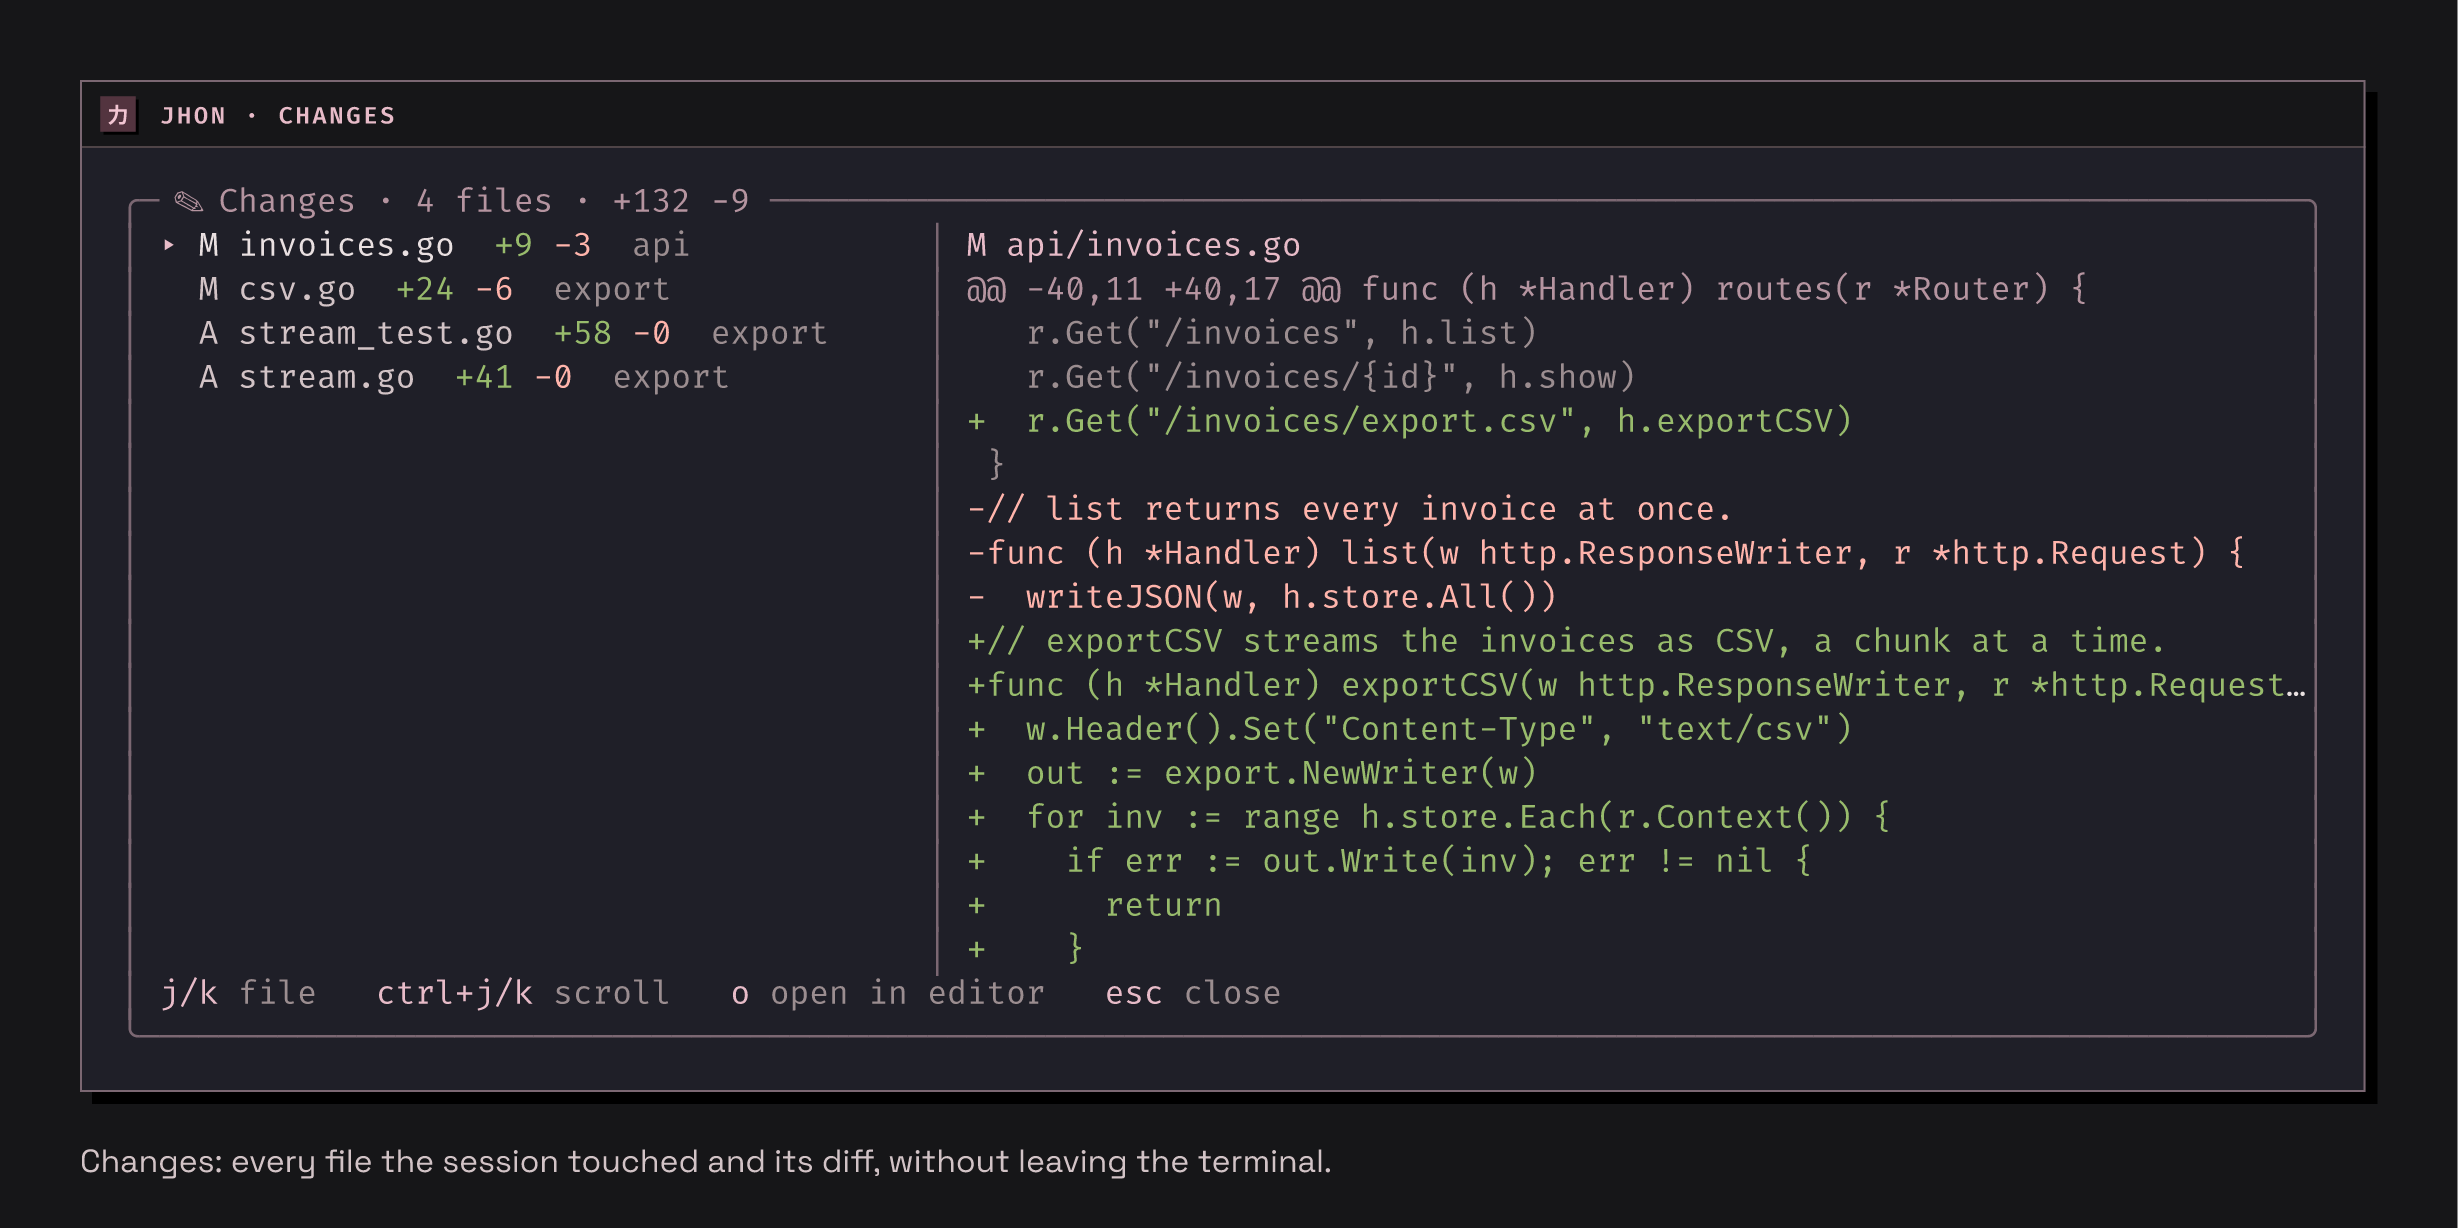 力 JHON · CHANGES
✎ Changes · 4 files · +132 -9
▸ M invoices.go  +9 -3  api
M csv.go  +24 -6  export
A stream_test.go  +58 -0  export
A stream.go  +41 -0  export
M api/invoices.go
@@ -40,11 +40,17 @@ func (h *Handler) routes(r *Router) {
   r.Get("/invoices", h.list)
   r.Get("/invoices/{id}", h.show)
+  r.Get("/invoices/export.csv", h.exportCSV)
 }
-// list returns every invoice at once.
-func (h *Handler) list(w http.ResponseWriter, r *http.Request) {
-  writeJSON(w, h.store.All())
+// exportCSV streams the invoices as CSV, a chunk at a time.
+func (h *Handler) exportCSV(w http.ResponseWriter, r *http.Request…
+  w.Header().Set("Content-Type", "text/csv")
+  out := export.NewWriter(w)
+  for inv := range h.store.Each(r.Context()) {
+    if err := out.Write(inv); err != nil {
+      return
+    }
j/k file   ctrl+j/k scroll   o open in editor   esc close
Changes: every file the session touched and its diff, without leaving the terminal.